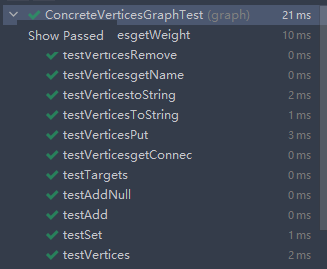 ConcreteVerticesGraphTest (graph) 21 ms
Show Passed esgetWeight 10 ms
testVerticesRemove 0 ms
testVerticesgetName 0 ms
testVerticestoString 2 ms
testVerticesToString 1 ms
testVerticesPut 3 ms
testVerticesgetConnec 0 ms
testTargets 0 ms
testAddNull 0 ms
testAdd 0 ms
testSet 1 ms
testVertices 2 ms